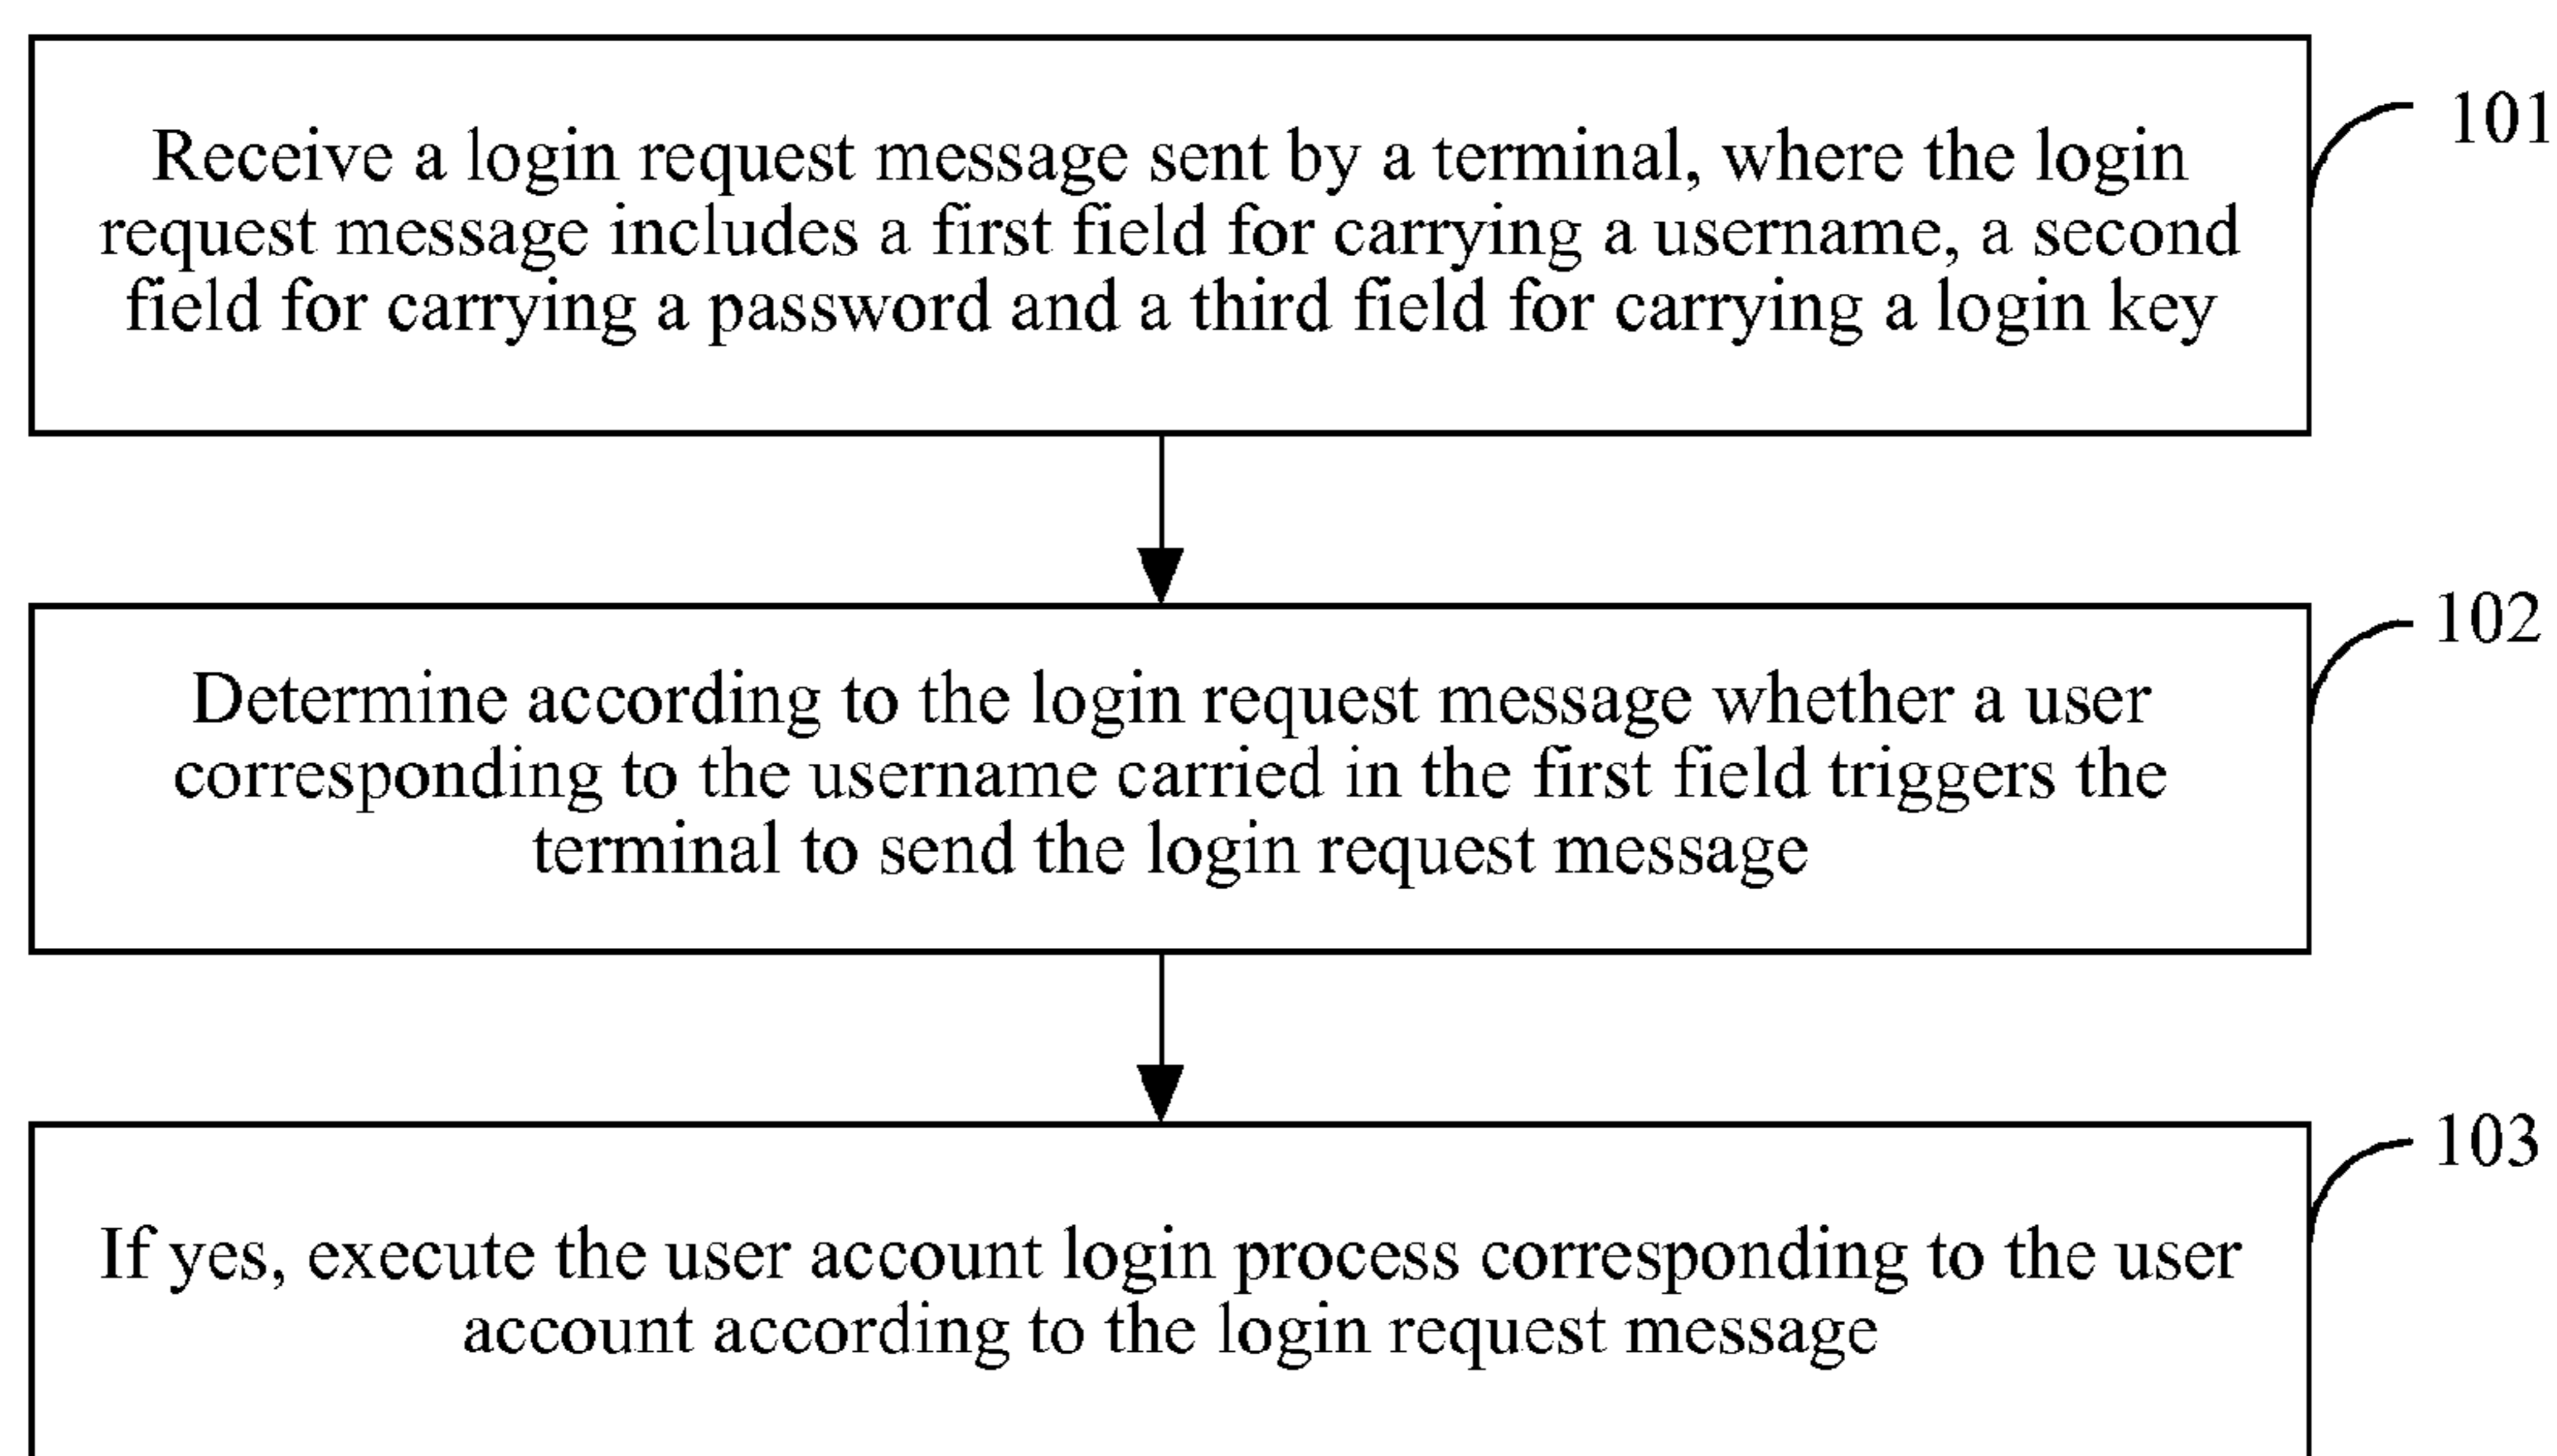 101
Receive a login request message sent by a terminal, where the login
request message includes a first field for carrying a username, a second
field for carrying a password and a third field for carrying a login key
102
Determine according to the login request message whether a user
corresponding to the username carried in the first field triggers the
terminal to send the login request message
103
If yes, execute the user account login process corresponding to the user
account according to the login request message